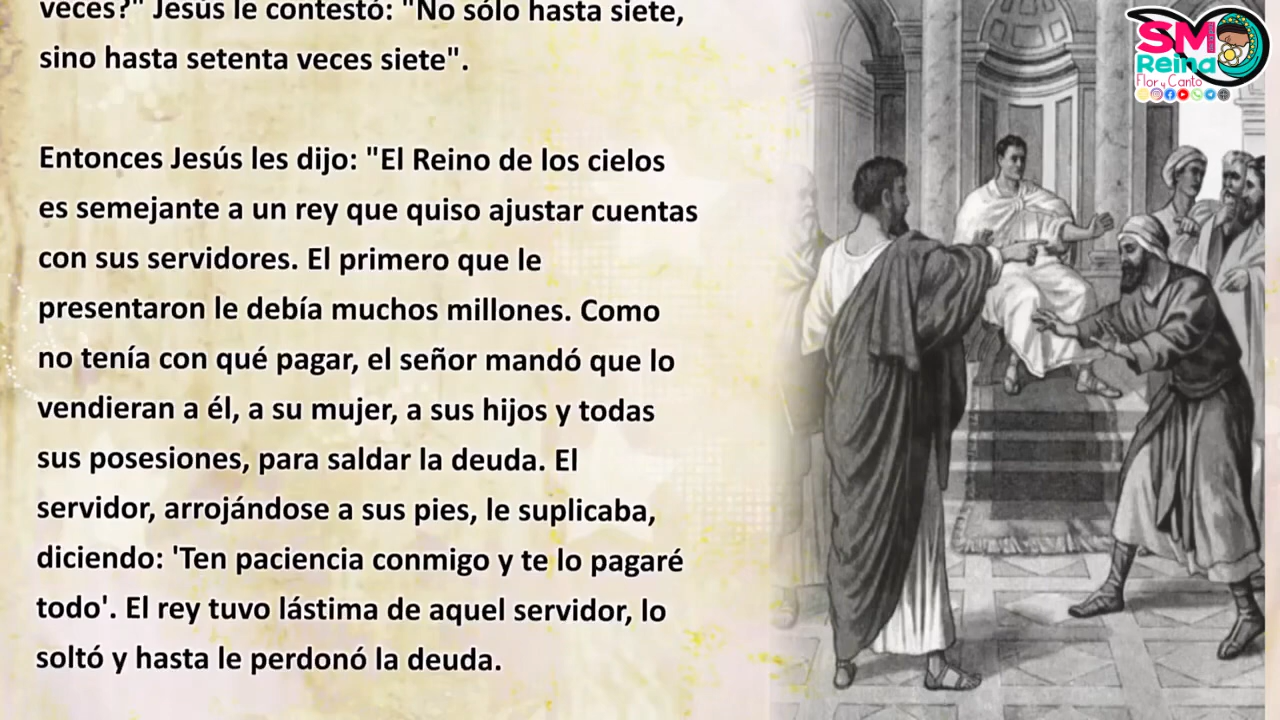 veces?" Jesús le contestó: "No sólo hasta siete,
sino hasta setenta veces siete".
Entonces Jesús les dijo: "El Reino de los cielos
es semejante a un rey que quiso ajustar cuentas
con sus servidores. El primero que le
presentaron le debía muchos millones. Como
no tenía con qué pagar, el señor mandó que lo
vendieran a él, a su mujer, a sus hijos y todas
sus posesiones, para saldar la deuda. El
servidor, arrojándose a sus pies, le suplicaba,
diciendo: 'Ten paciencia conmigo y te lo pagaré
todo'. El rey tuvo lástima de aquel servidor, lo
soltó y hasta le perdonó la deuda.
SM
Reina
Flor y Canto